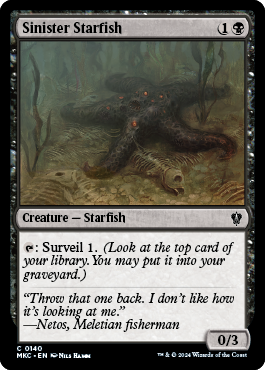 Sinister Starfish 1
Creature — Starfish
: Surveil 1. (Look at the top card of
your library. You may put it into your
graveyard.)
“Throw that one back. I don’t like how
it’s looking at me.”
—Netos, Meletian fisherman
0/3
C 0140
MKC • EN Nils Hamm
™ & © 2024 Wizards of the Coast